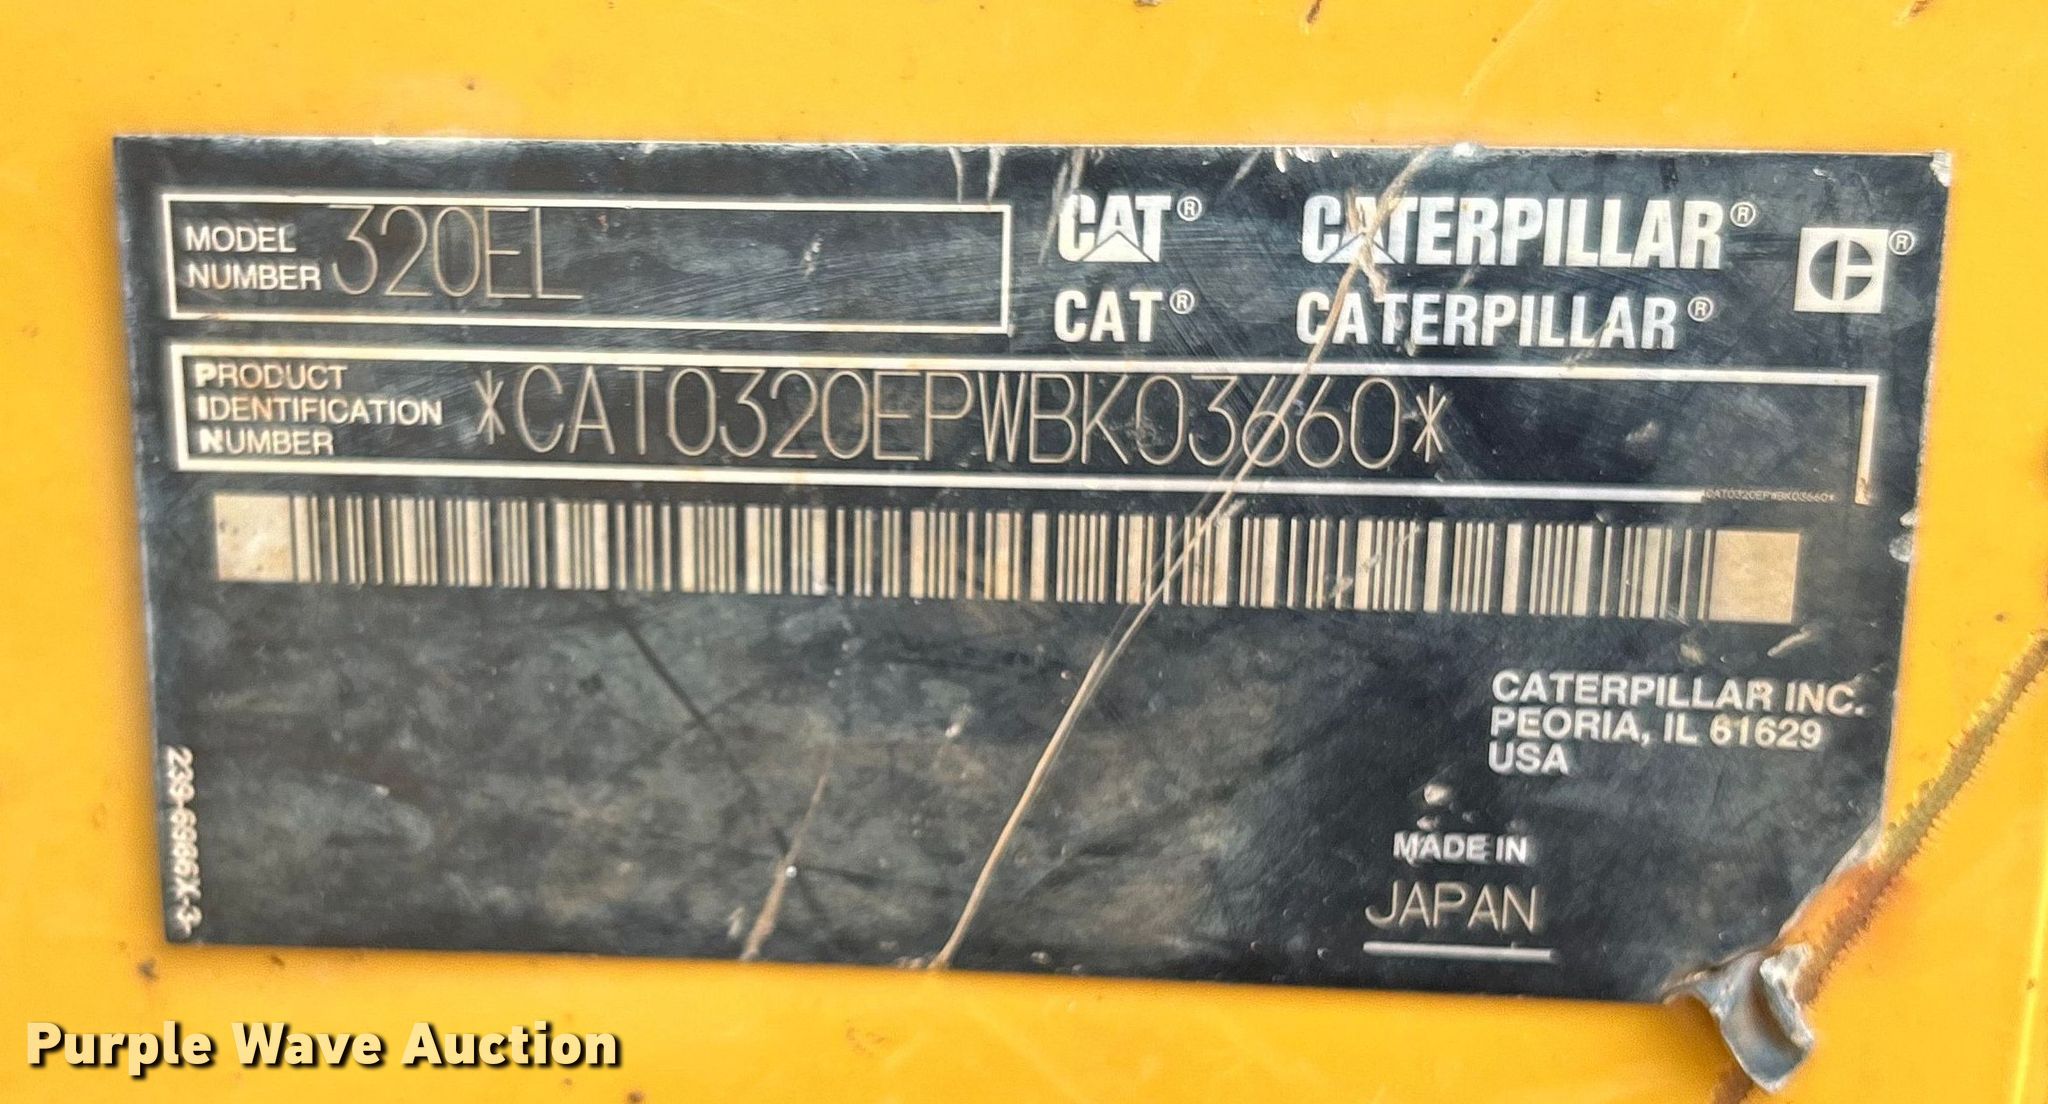 MODEL NUMBER 320EL
CAT® CATERPILLAR® ®
CAT® CATERPILLAR®
PRODUCT
IDENTIFICATION
NUMBER
*CAT0320EPWBK03660*
*CAT0320EPWBK03660*
CATERPILLAR INC.
PEORIA, IL 61629
USA
MADE IN
JAPAN
Purple Wave Auction